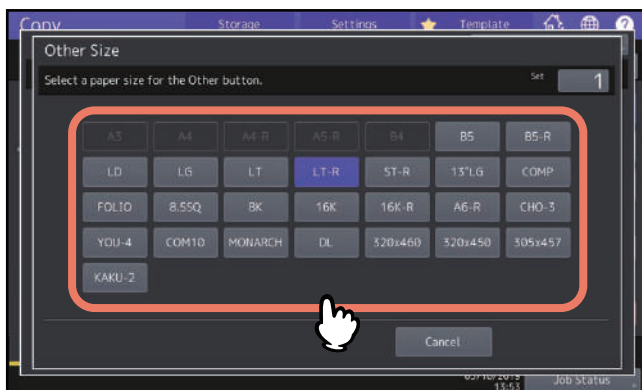 Copy Storage Settings Template
Other Size
Select a paper size for the Other button. Set 1
A3 A4 A4-R A5-R B4 B5 B5-R
LD LG LT LT-R ST-R 13"LG COMP
FOLIO 8.5SQ 8K 16K 16K-R A6-R CHO-3
YOU-4 COM10 MONARCH DL 320x460 320x450 305x457
KAKU-2
Cancel
13:53 Job Status